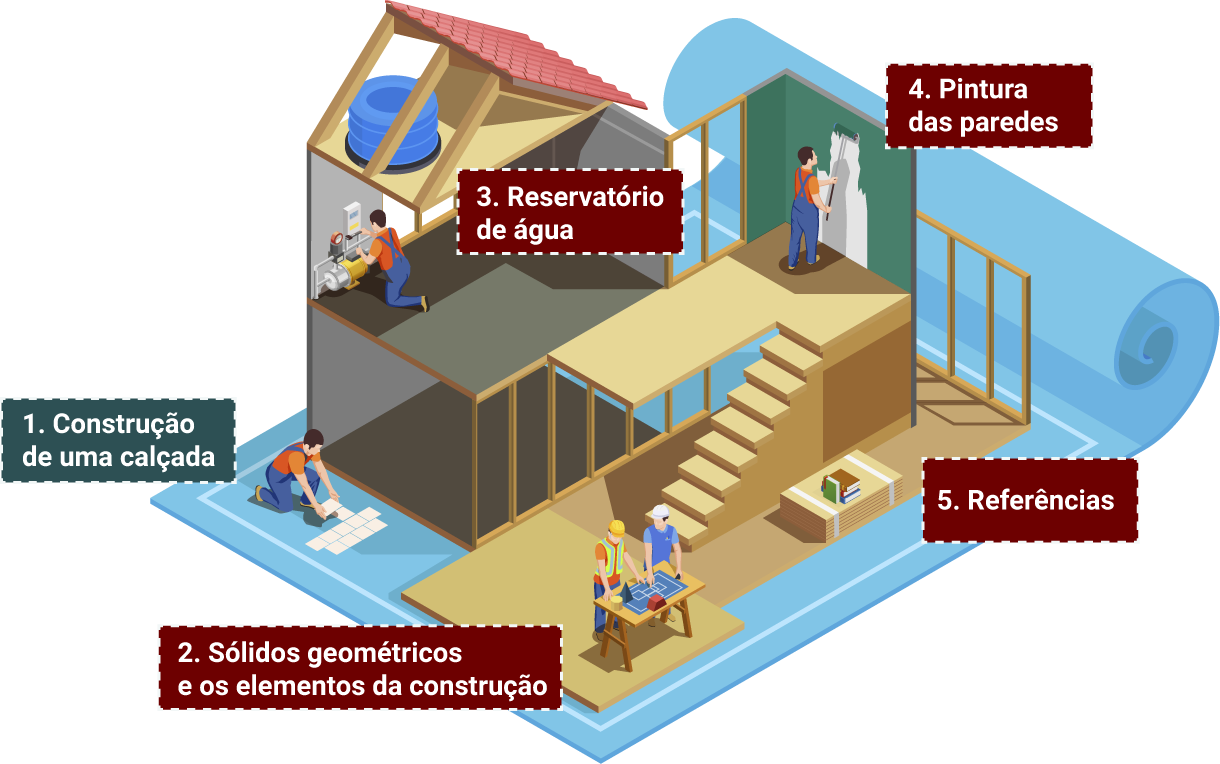 4. Pintura
das paredes
3. Reservatório
de água
1. Construção
de uma calçada
5. Referências
2. Sólidos geométricos
e os elementos da construção